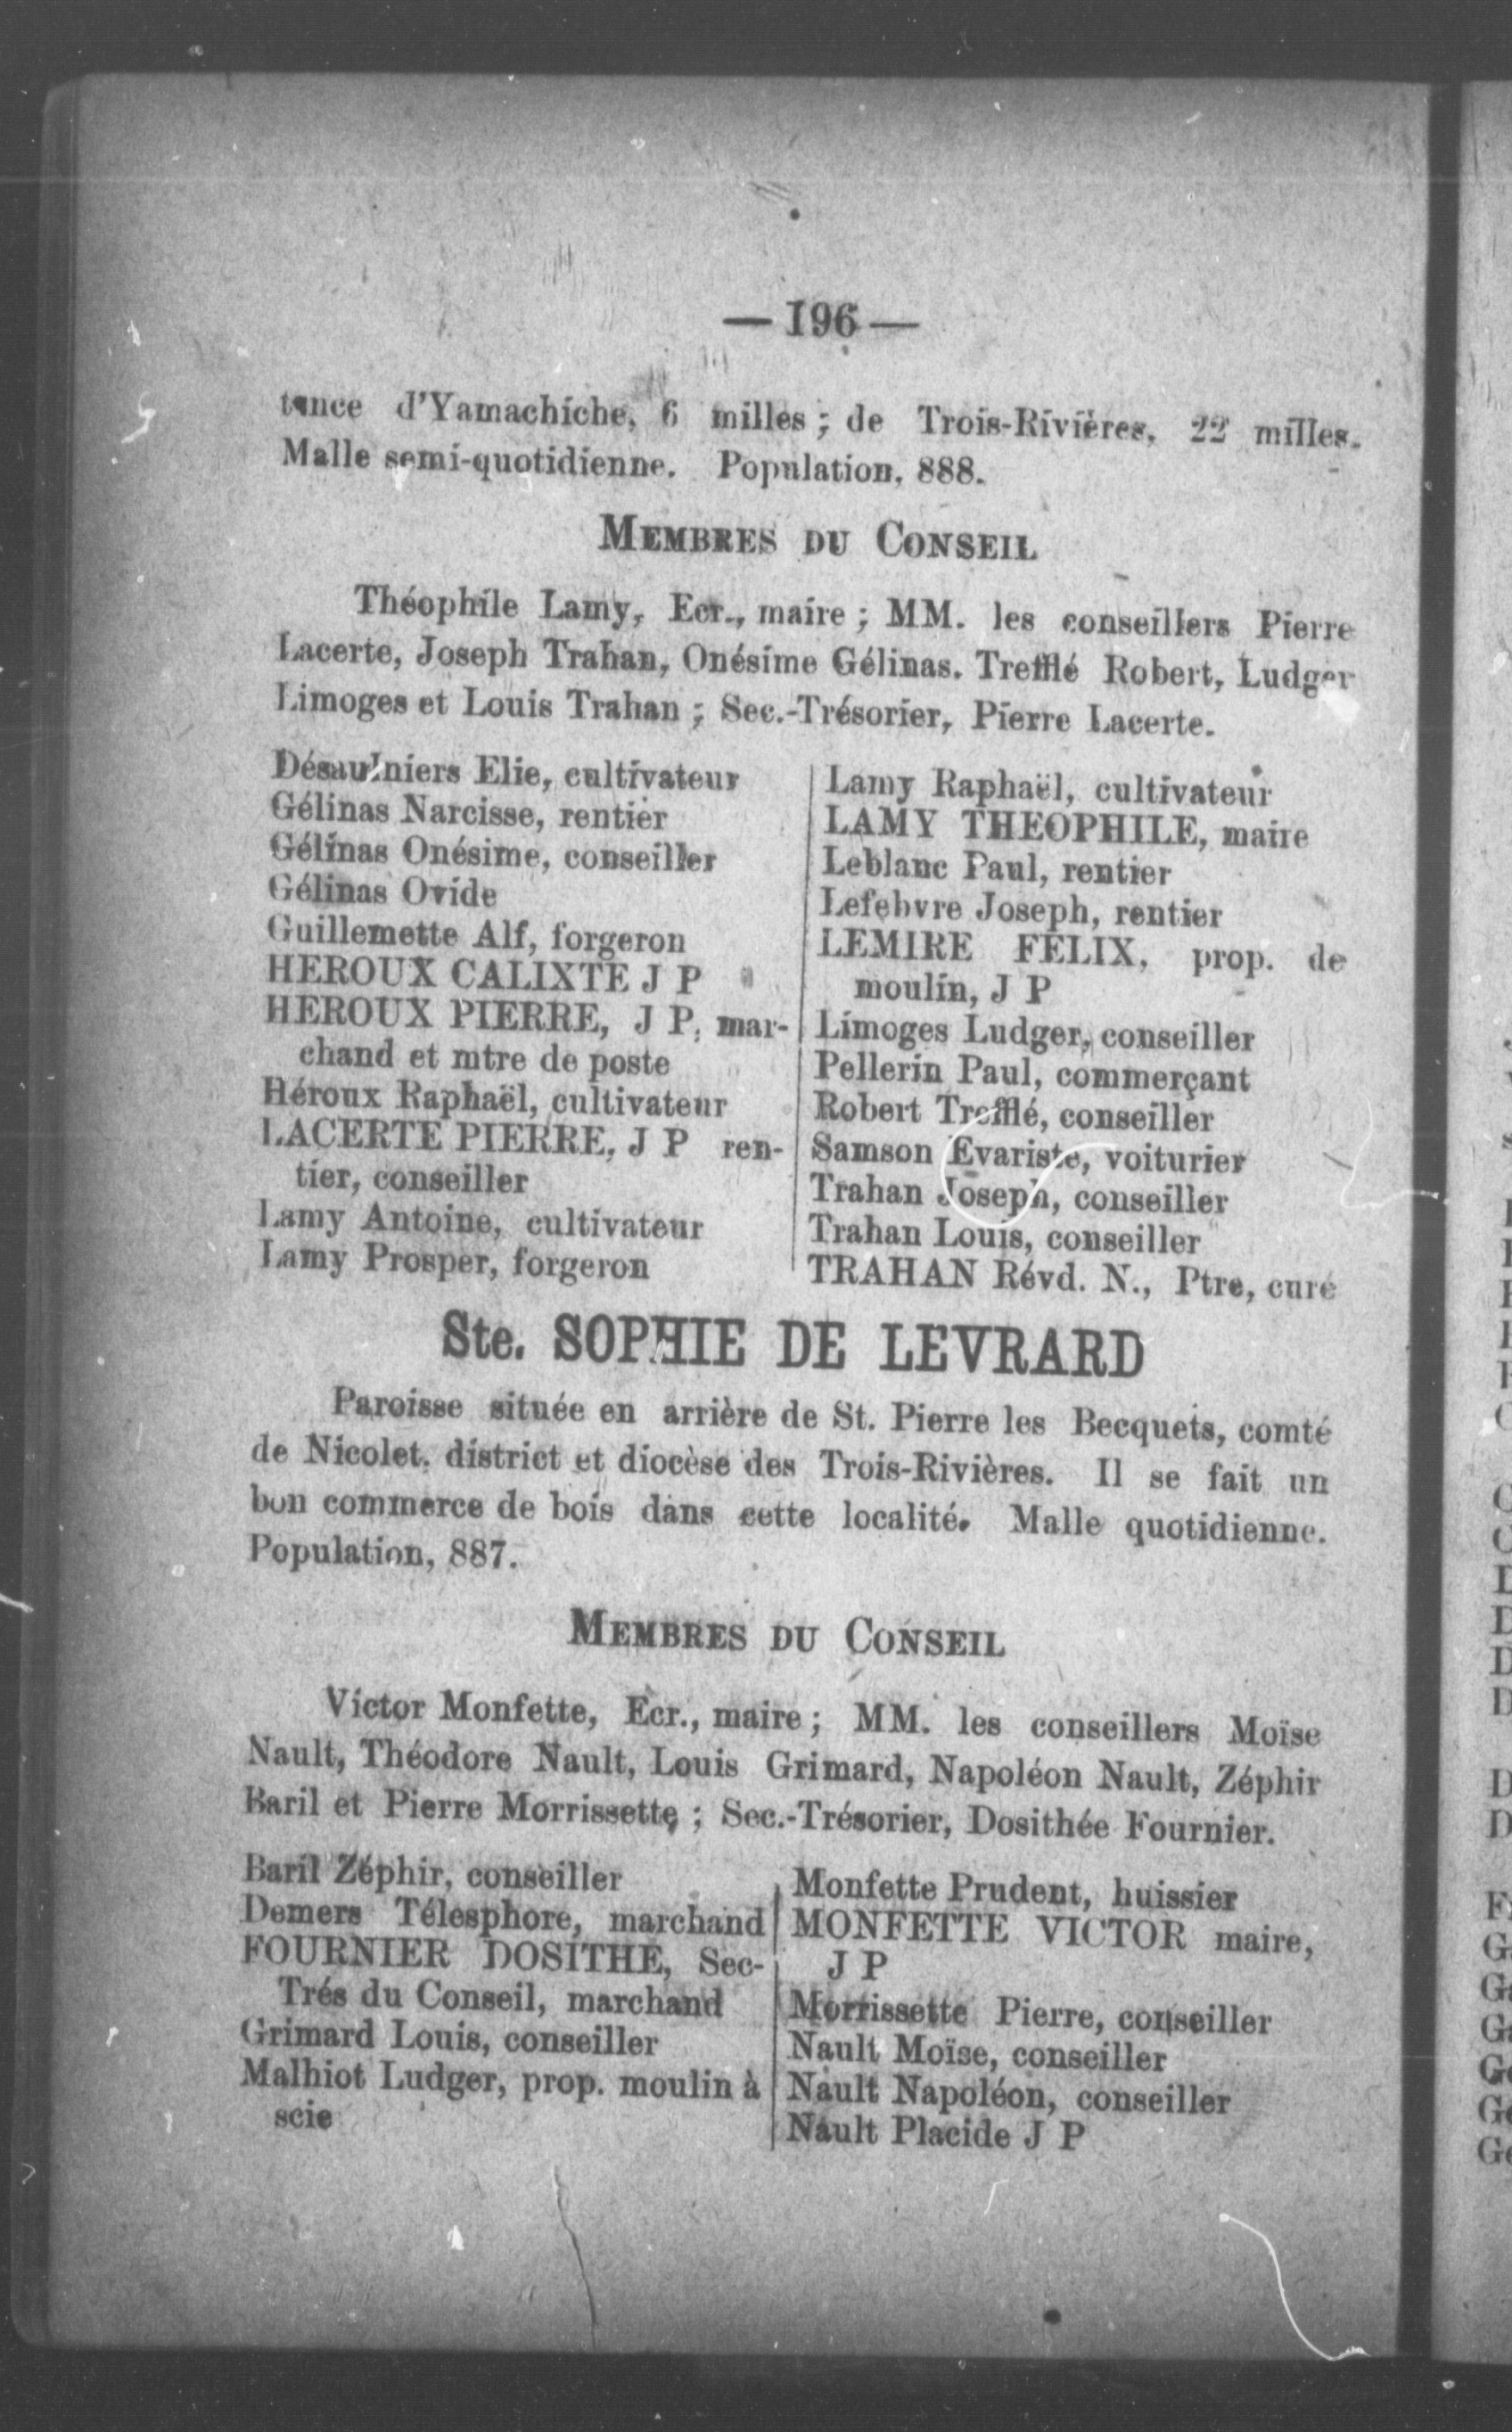 — 196 —
tance d'Yamachiche, 6 milles ; de Trois-Rivières, 22 milles.
Malle semi-quotidienne. Population, 888.
MEMBRES DU CONSEIL
Théophile Lamy, Ecr., maire ; MM. les conseillers Pierre
Lacerte, Joseph Trahan, Onésime Gélinas. Trefflé Robert, Ludger
Limoges et Louis Trahan ; Sec.-Trésorier, Pierre Lacerte.
Désaulniers Elie, cultivateur
Gélinas Narcisse, rentier
Gélinas Onésime, conseiller
Gélinas Ovide
Guillemette Alf, forgeron
HEROUX CALIXTE J P
HEROUX PIERRE, J P, mar-
chand et mtre de poste
Héroux Raphaël, cultivateur
LACERTE PIERRE, J P ren-
tier, conseiller
Lamy Antoine, cultivateur
Lamy Prosper, forgeron
Lamy Raphaël, cultivateur
LAMY THEOPHILE, maire
Leblanc Paul, rentier
Lefebvre Joseph, rentier
LEMIRE FELIX, prop. de
moulin, J P
Limoges Ludger, conseiller
Pellerin Paul, commerçant
Robert Trefflé, conseiller
Samson Evariste, voiturier
Trahan Joseph, conseiller
Trahan Louis, conseiller
TRAHAN Révd. N., Ptre, curé
Ste. SOPHIE DE LEVRARD
Paroisse située en arrière de St. Pierre les Becquets, comté
de Nicolet, district et diocèse des Trois-Rivières. Il se fait un
bon commerce de bois dans cette localité. Malle quotidienne.
Population, 887.
MEMBRES DU CONSEIL
Victor Monfette, Ecr., maire ; MM. les conseillers Moïse
Nault, Théodore Nault, Louis Grimard, Napoléon Nault, Zéphir
Baril et Pierre Morrissette ; Sec.-Trésorier, Dosithée Fournier.
Baril Zéphir, conseiller
Demers Télesphore, marchand
FOURNIER DOSITHE, Sec-
Trés du Conseil, marchand
Grimard Louis, conseiller
Malhiot Ludger, prop. moulin à
scie
Monfette Prudent, huissier
MONFETTE VICTOR maire,
J P
Morrissette Pierre, conseiller
Nault Moïse, conseiller
Nault Napoléon, conseiller
Nault Placide J P